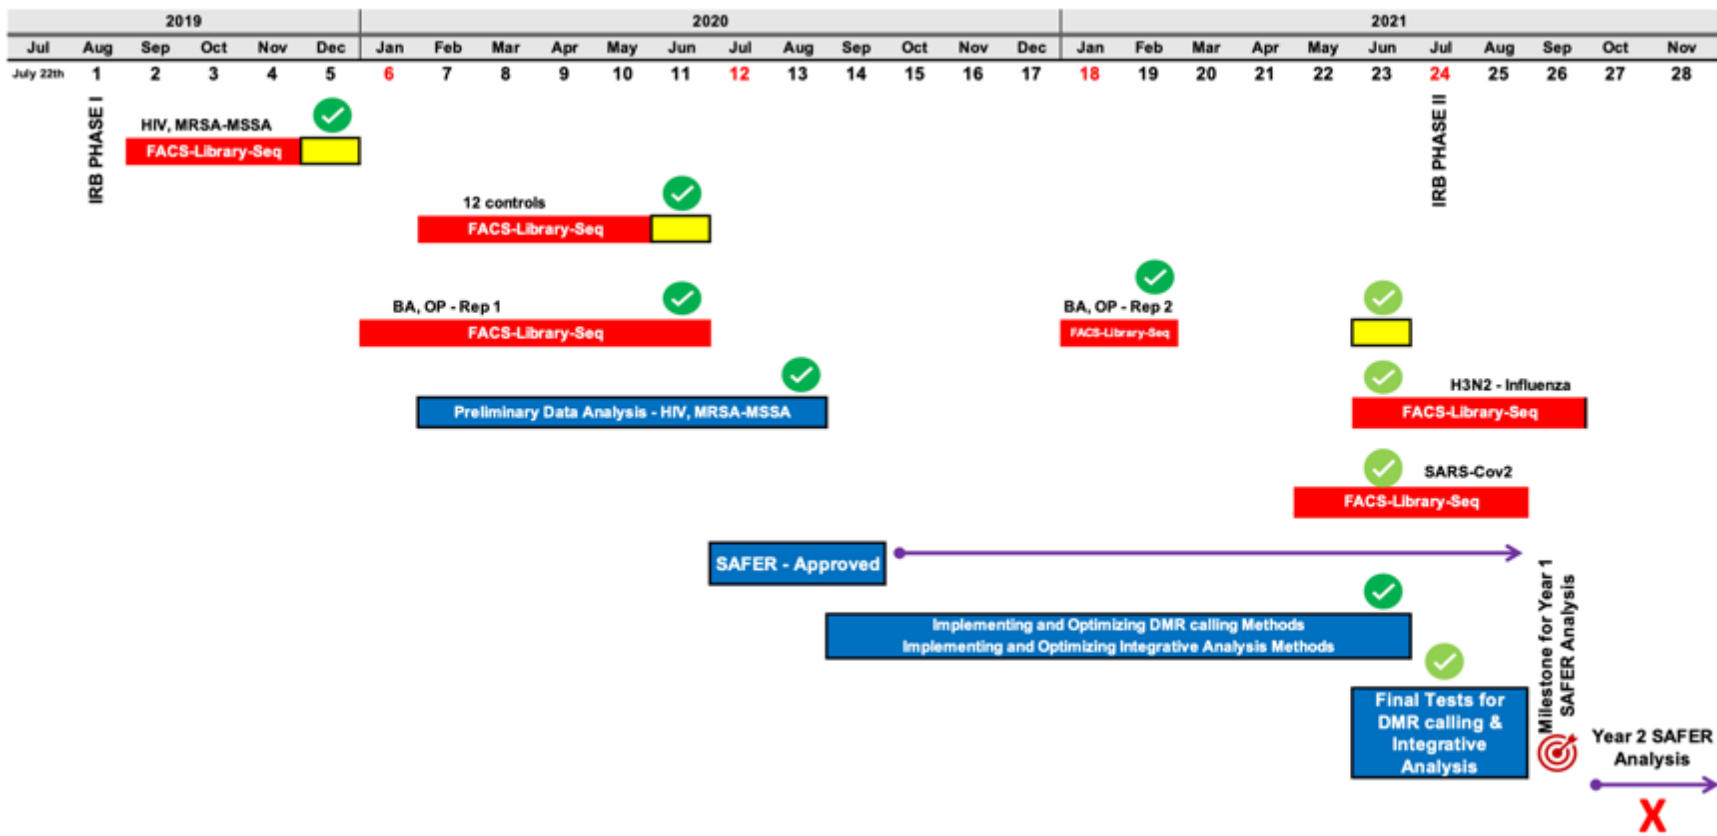 2019 2020 2021
Jul Aug Sep Oct Nov Dec Jan Feb Mar Apr May Jun Jul Aug Sep Oct Nov Dec Jan Feb Mar Apr May Jun Jul Aug Sep Oct Nov
July 22th 1 2 3 4 5 6 7 8 9 10 11 12 13 14 15 16 17 18 19 20 21 22 23 24 25 26 27 28
IRB PHASE I
IRB PHASE II
HIV, MRSA-MSSA
FACS-Library-Seq
12 controls
FACS-Library-Seq
BA, OP - Rep 1
FACS-Library-Seq
BA, OP - Rep 2
FACS-Library-Seq
Preliminary Data Analysis - HIV, MRSA-MSSA
H3N2 - Influenza
FACS-Library-Seq
SARS-Cov2
FACS-Library-Seq
SAFER - Approved
Implementing and Optimizing DMR calling Methods
Implementing and Optimizing Integrative Analysis Methods
Final Tests for
DMR calling &
Integrative
Analysis
Milestone for Year 1
SAFER Analysis
Year 2 SAFER
Analysis
X